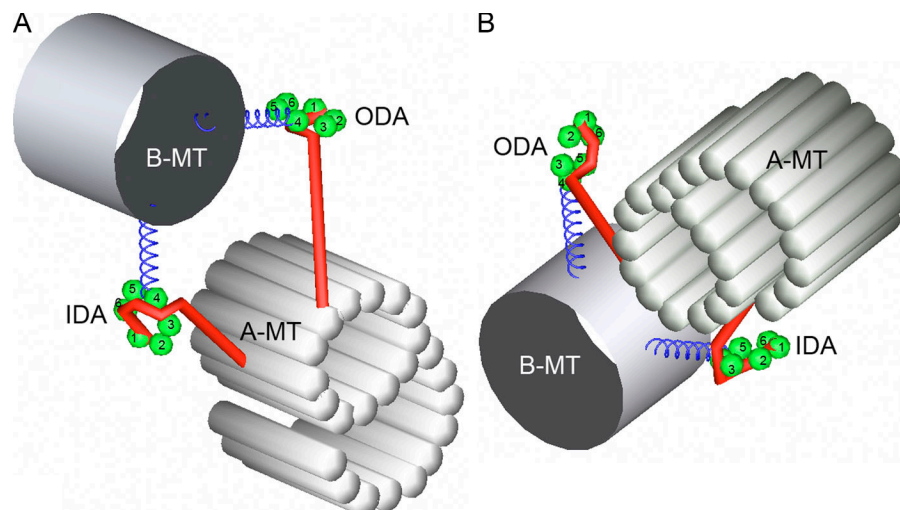 A
B
B-MT
5 6 1 4 3 2
ODA
IDA
5 4 6 3 1 2
A-MT
ODA
1 2 6 3 5 4
A-MT
B-MT
5 6 1 3 2
IDA